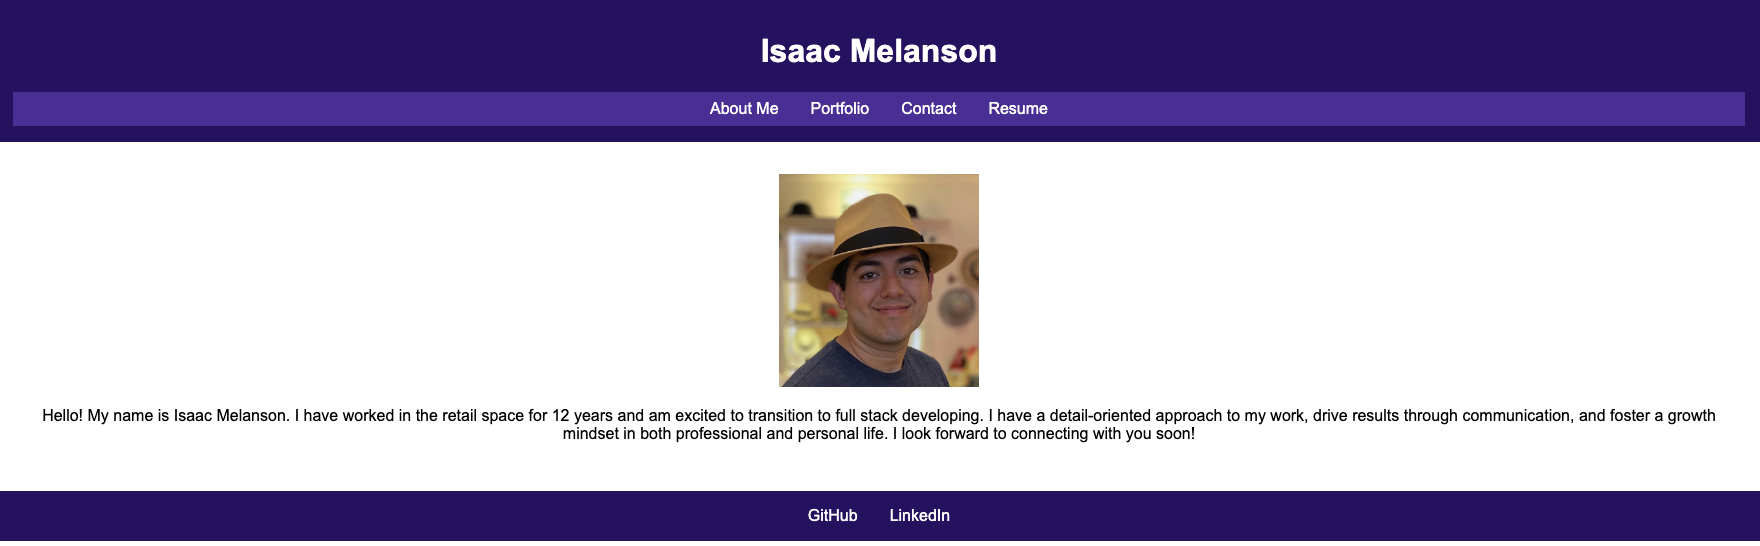 Isaac Melanson
About Me Portfolio Contact Resume
Hello! My name is Isaac Melanson. I have worked in the retail space for 12 years and am excited to transition to full stack developing. I have a detail-oriented approach to my work, drive results through communication, and foster a growth
mindset in both professional and personal life. I look forward to connecting with you soon!
GitHub LinkedIn